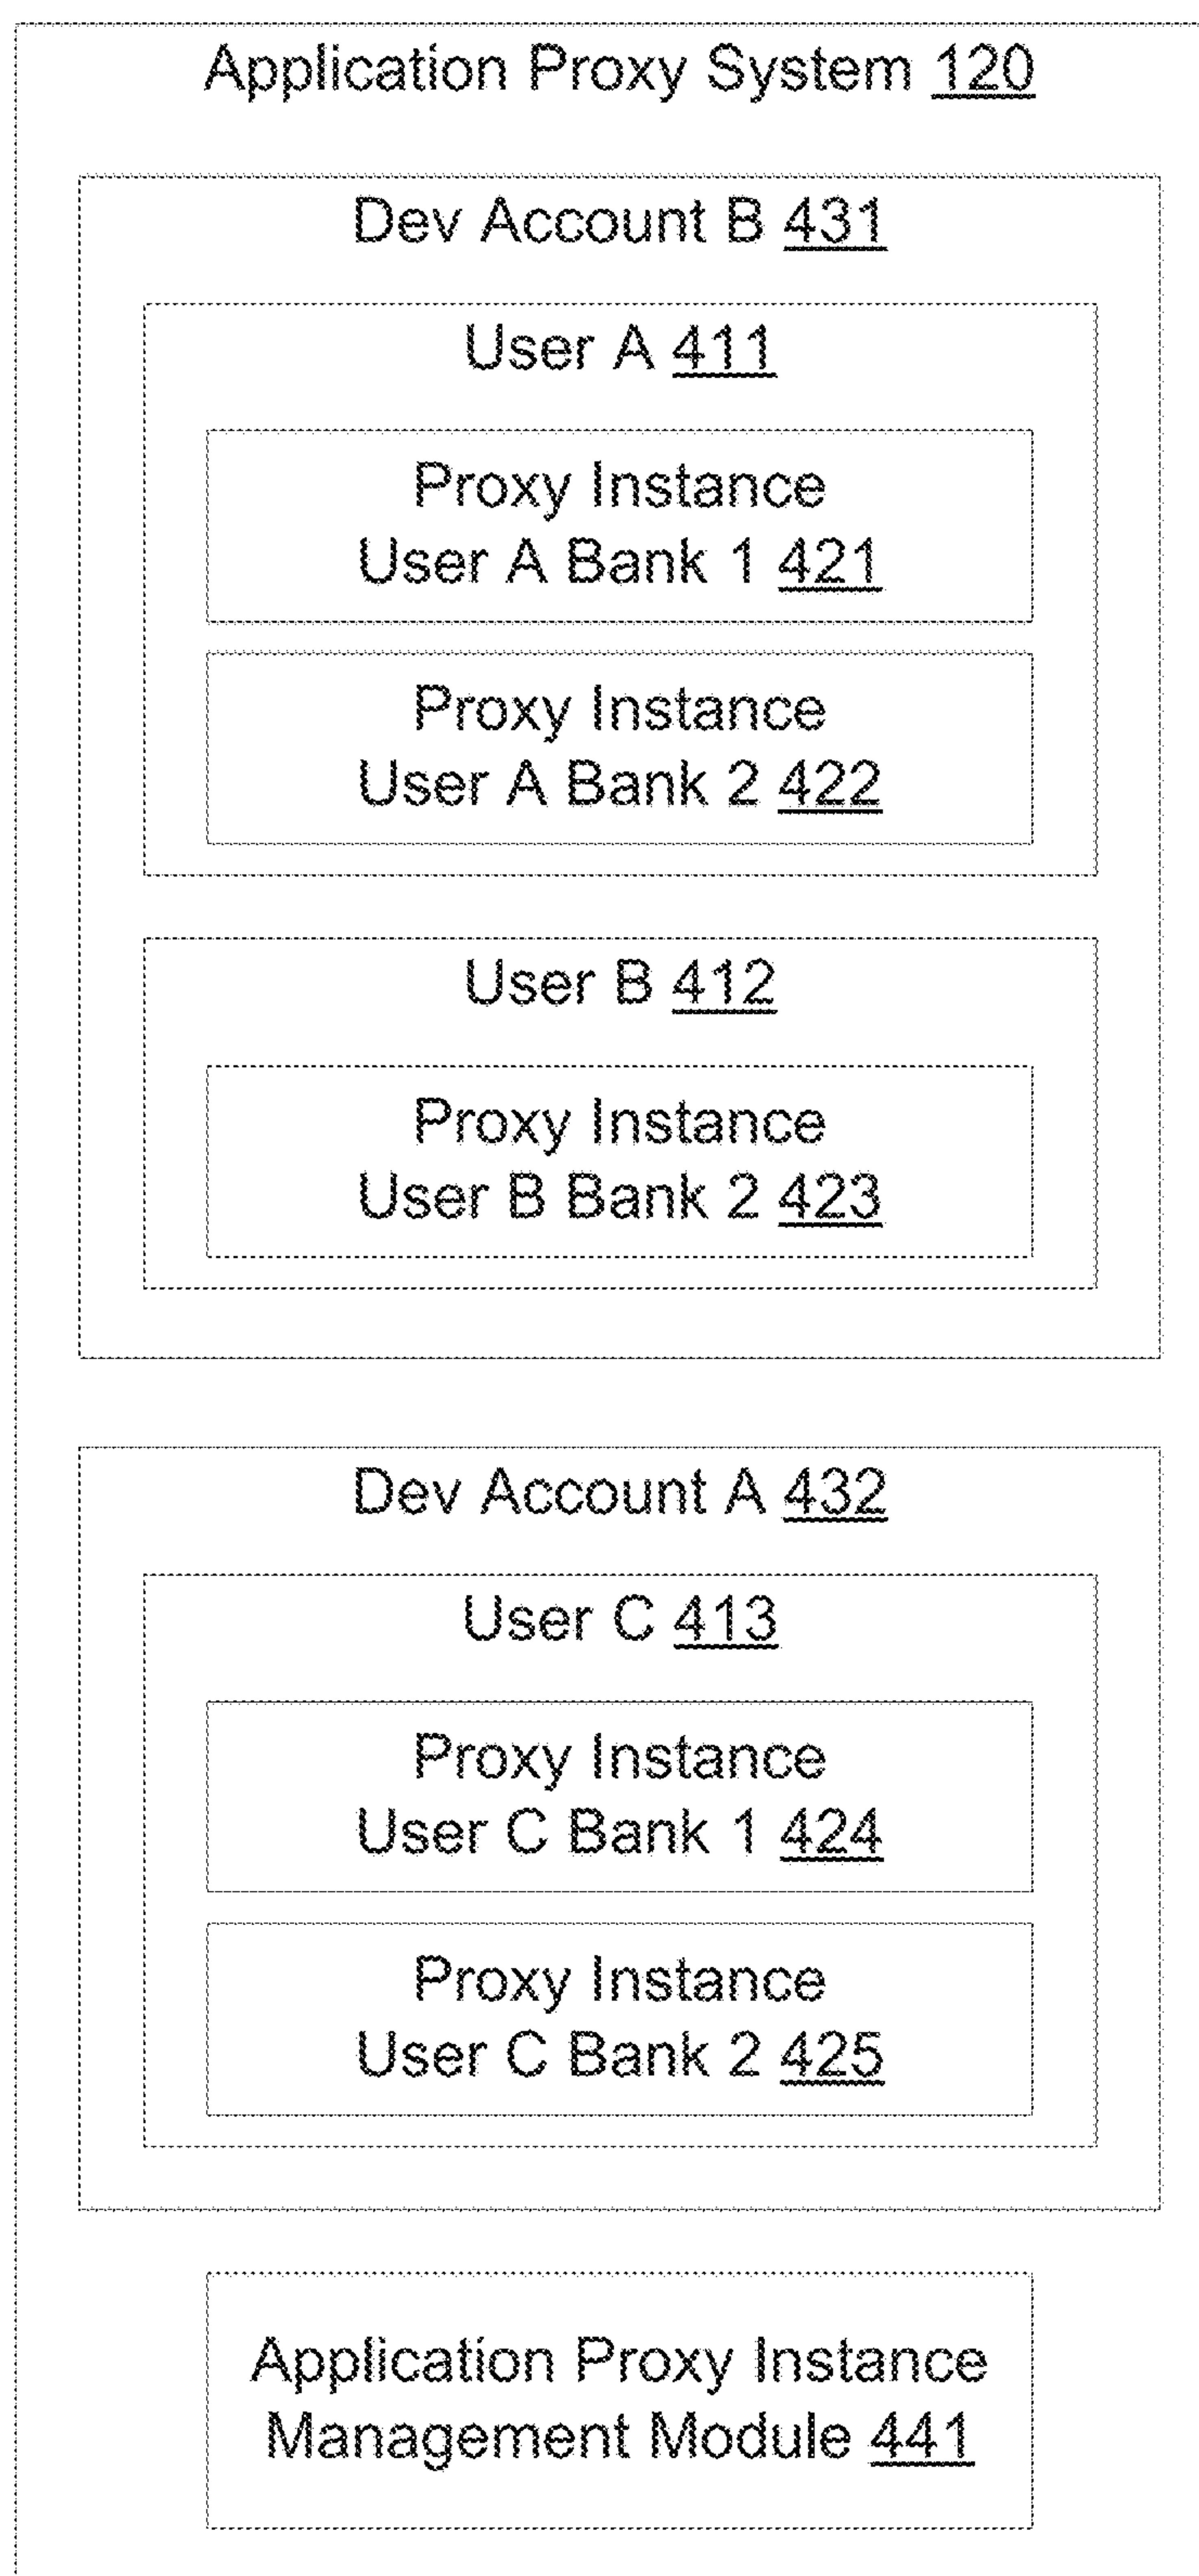 Application Proxy System 120
Dev Account B 431
User A 411
Proxy Instance
User A Bank 1 421
Proxy Instance
User A Bank 2 422
User B 412
Proxy Instance
User B Bank 2 423
Dev Account A 432
User C 413
Proxy Instance
User C Bank 1 424
Proxy Instance
User C Bank 2 425
Application Proxy Instance
Management Module 441